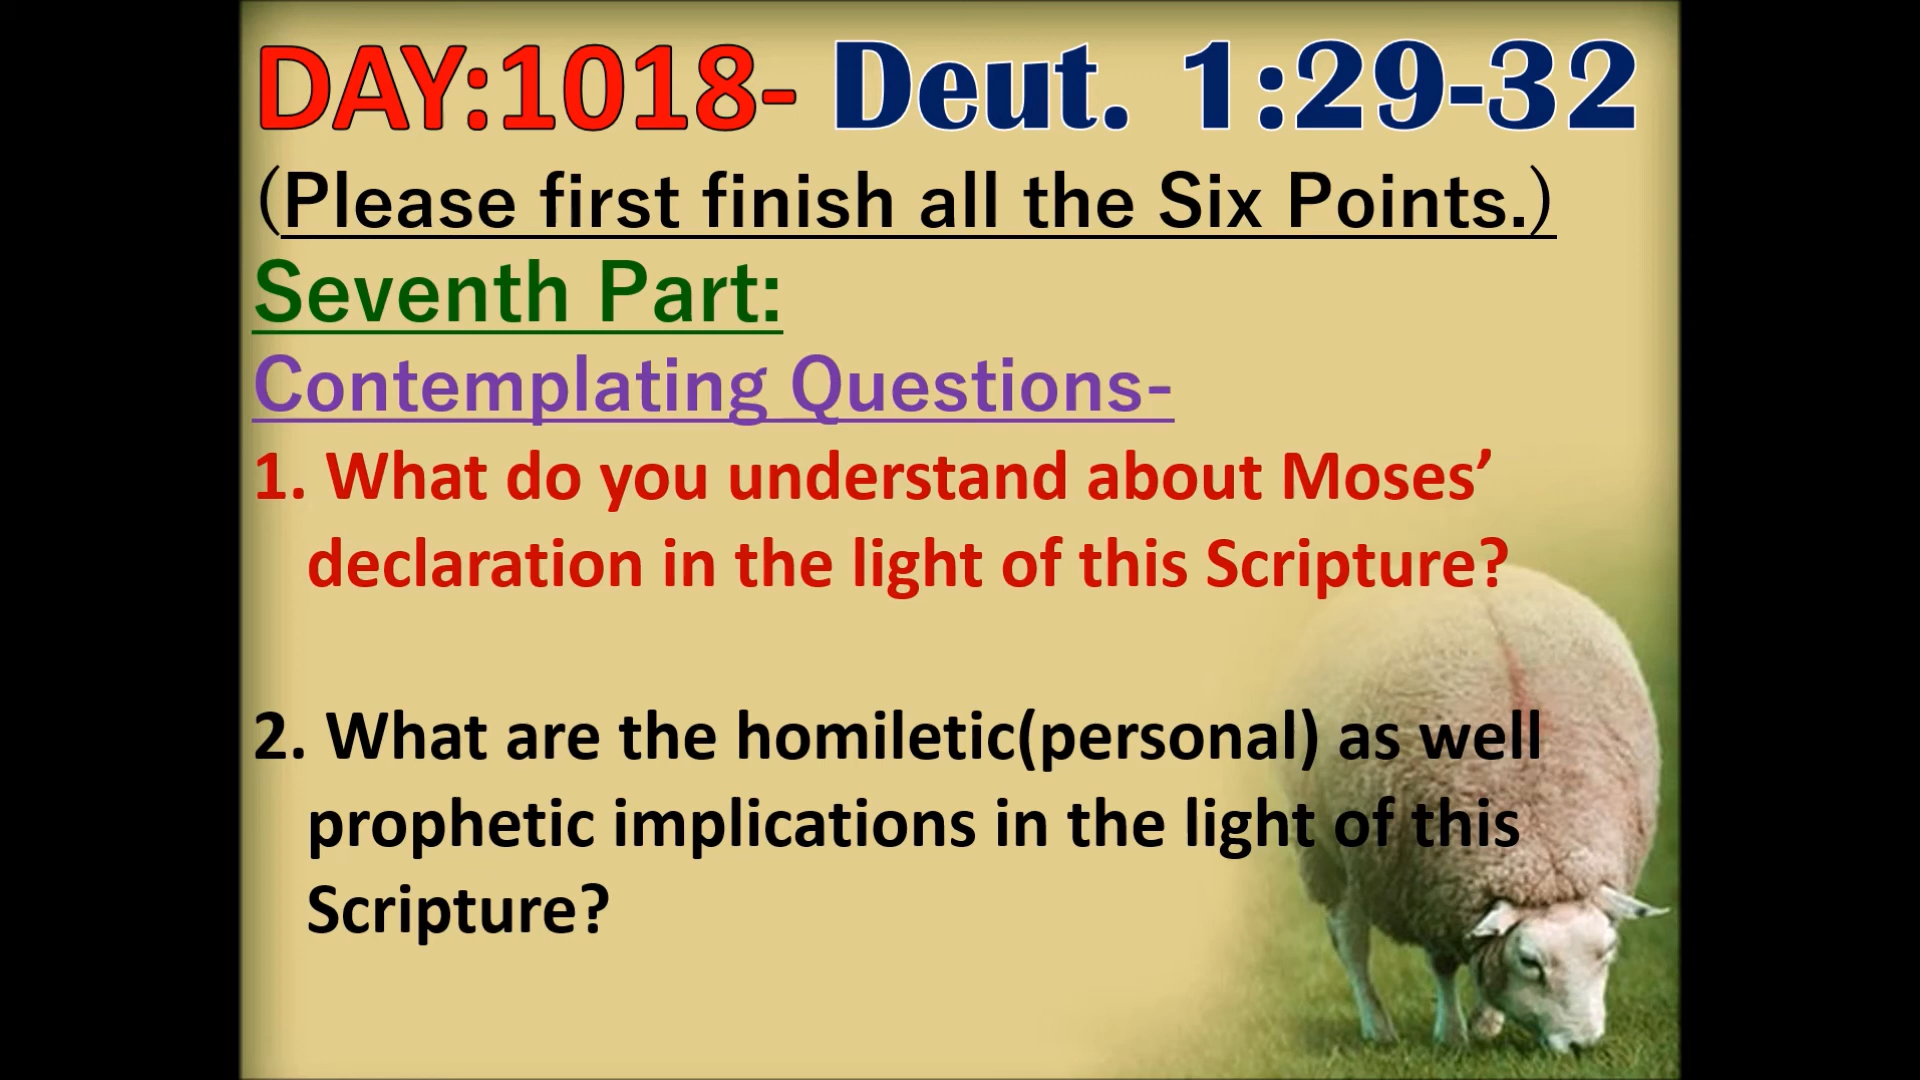 DAY:1018- Deut. 1:29-32
(Please first finish all the Six Points.)
Seventh Part:
Contemplating Questions-
1. What do you understand about Moses’
declaration in the light of this Scripture?
2. What are the homiletic(personal) as well
prophetic implications in the light of this
Scripture?